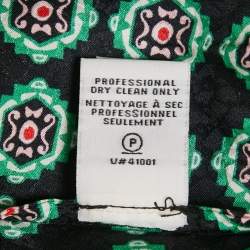 PROFESSIONAL
DRY CLEAN ONLY
NETTOYAGE À SEC
PROFESSIONNEL
SEULEMENT
P
U#41001